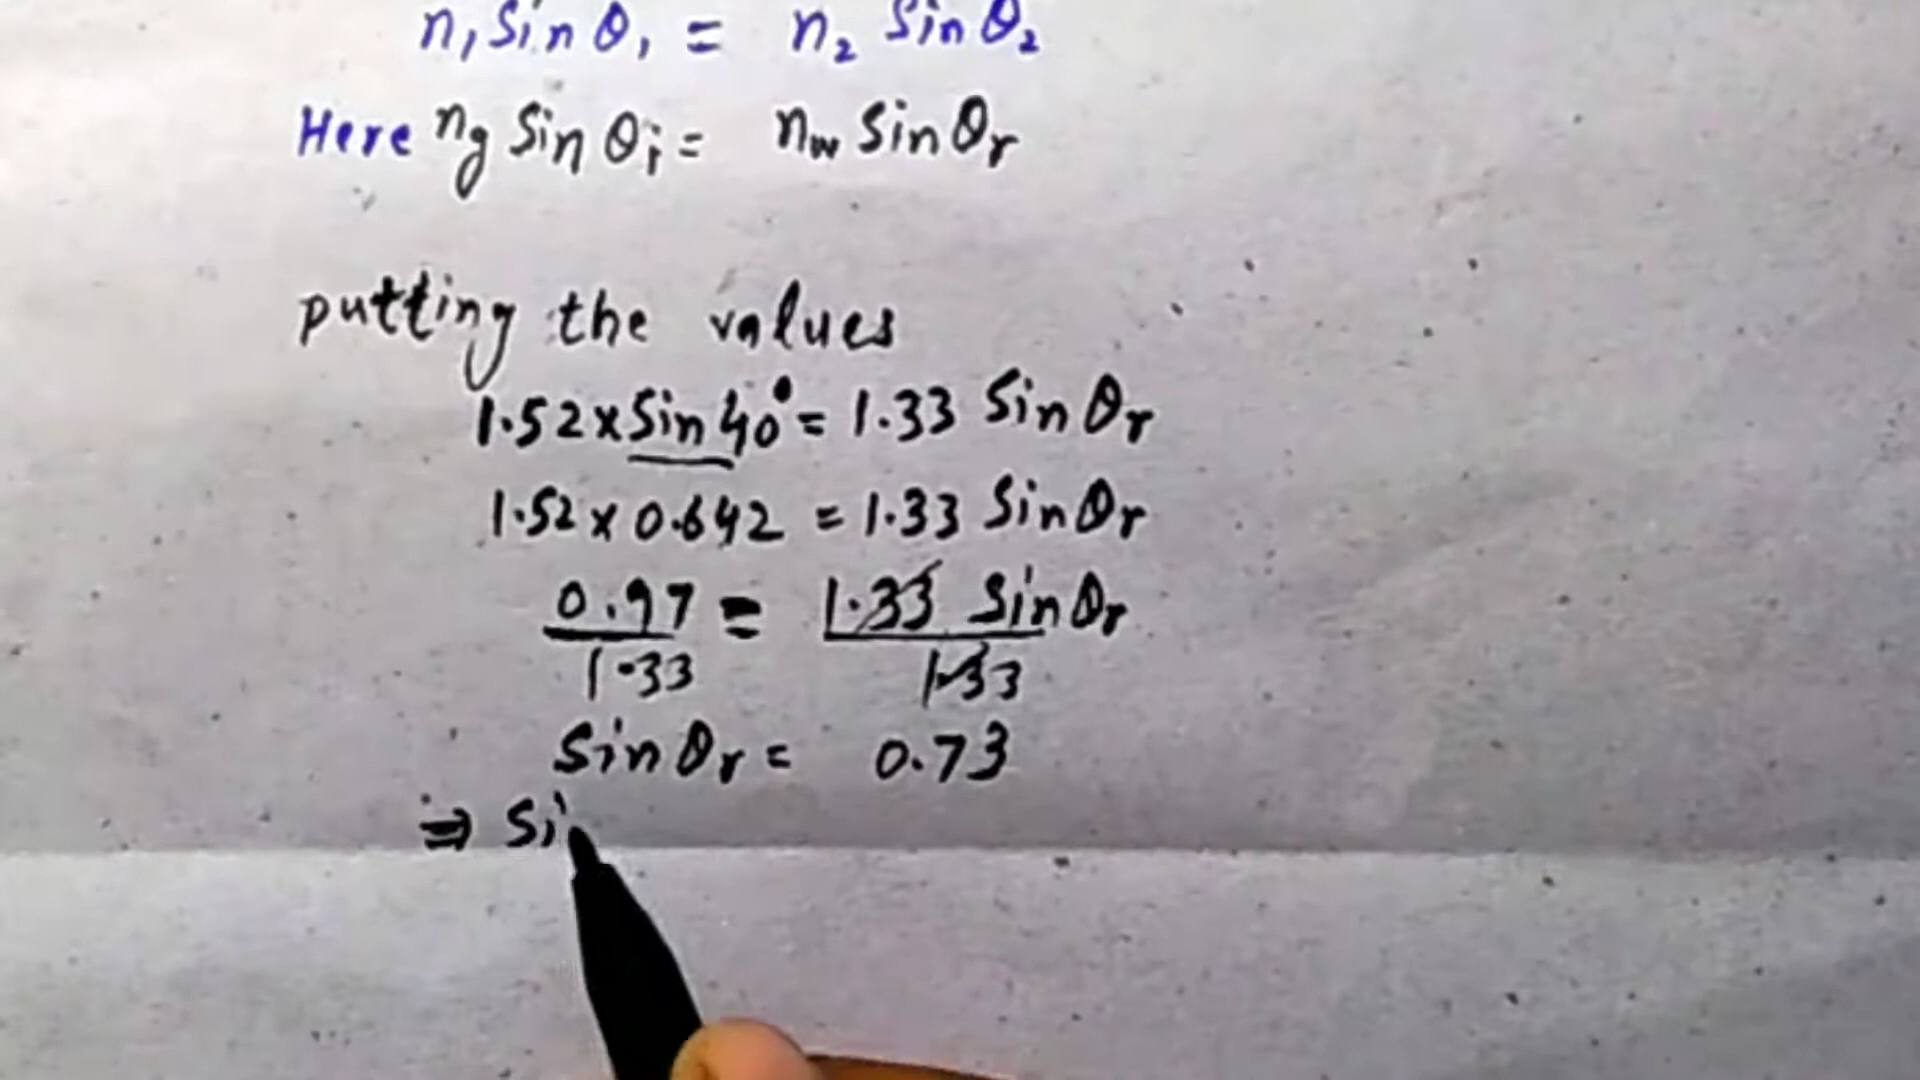 n₁ Sin θ₁ = n₂ Sin θ₂
Here ng Sin θi = nw Sin θr
putting the values
1.52 x Sin 40° = 1.33 Sin θr
1.52 x 0.642 = 1.33 Sin θr
0.97 = 1.33 Sin θr
1.33 1.33
Sin θr = 0.73
⇒ Si